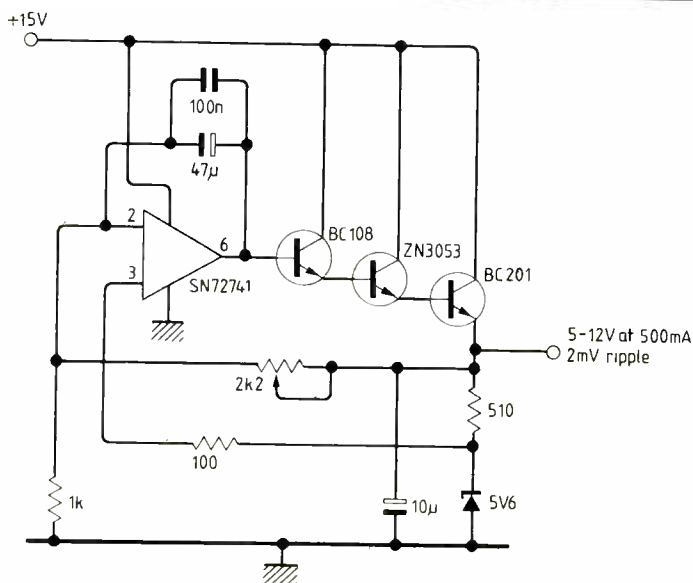 +15V
100n
47µ
2
6
3
SN72741
BC108
ZN3053
BC201
5-12V at 500mA
2mV ripple
2k2
510
100
1k
10µ
5V6